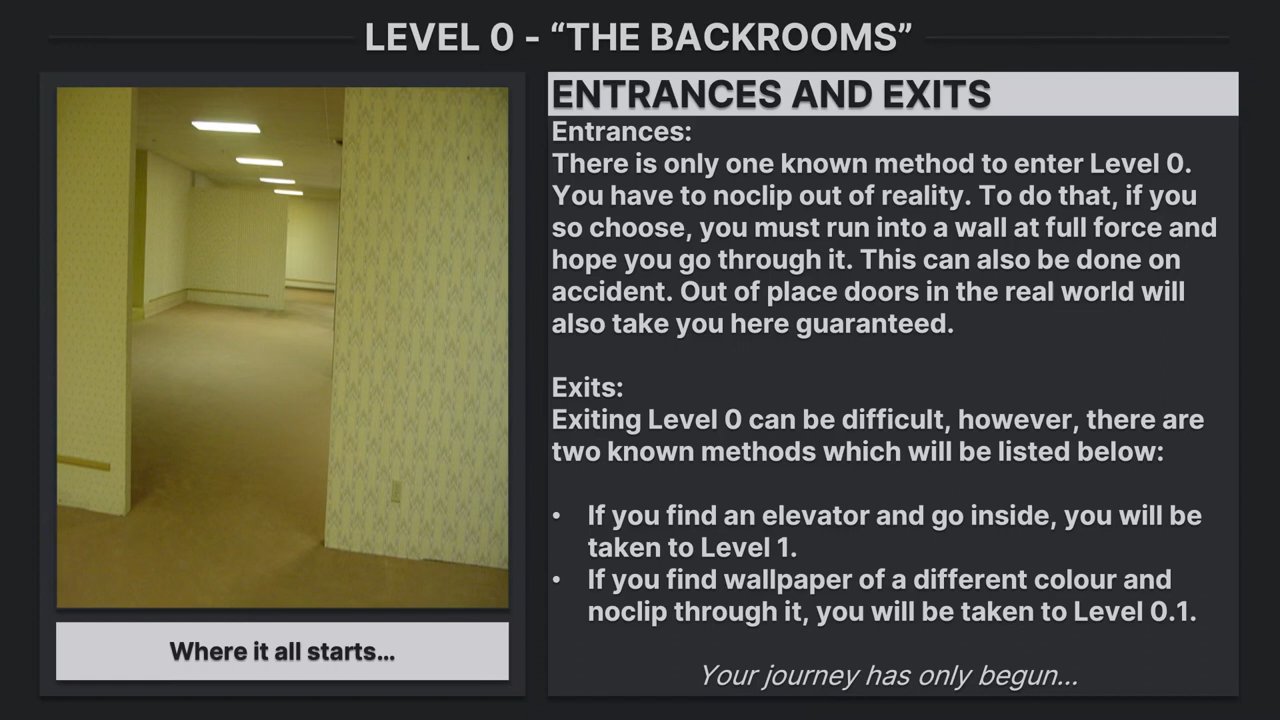 LEVEL 0 - “THE BACKROOMS”
Where it all starts...
ENTRANCES AND EXITS
Entrances:
There is only one known method to enter Level 0.
You have to noclip out of reality. To do that, if you
so choose, you must run into a wall at full force and
hope you go through it. This can also be done on
accident. Out of place doors in the real world will
also take you here guaranteed.
Exits:
Exiting Level 0 can be difficult, however, there are
two known methods which will be listed below:
• If you find an elevator and go inside, you will be
taken to Level 1.
• If you find wallpaper of a different colour and
noclip through it, you will be taken to Level 0.1.
Your journey has only begun...